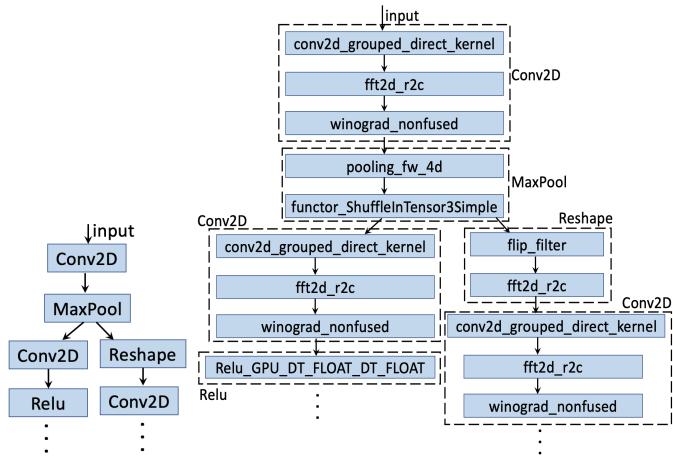 input
Conv2D
MaxPool
Conv2D
Reshape
Relu
Conv2D
input
conv2d_grouped_direct_kernel
fft2d_r2c
winograd_nonfused
Conv2D
pooling_fw_4d
functor_ShuffleInTensor3Simple
MaxPool
Conv2D
conv2d_grouped_direct_kernel
fft2d_r2c
winograd_nonfused
Relu_GPU_DT_FLOAT_DT_FLOAT
Relu
Reshape
flip_filter
fft2d_r2c
Conv2D
conv2d_grouped_direct_kernel
fft2d_r2c
winograd_nonfused